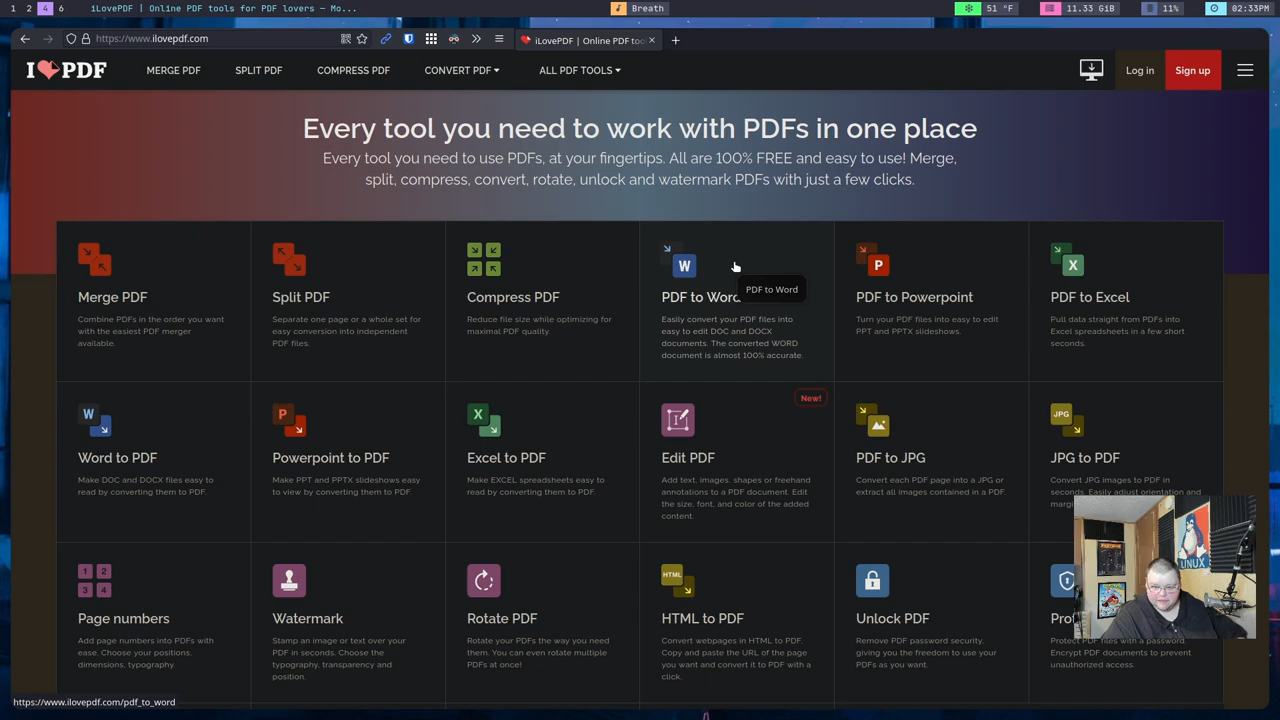 1 2 4 6
iLovePDF | Online PDF tools for PDF lovers — Mo...
Breath
51 °F
11.33 GiB
11%
02:33PM
https://www.ilovepdf.com
iLovePDF | Online PDF too
I PDF
MERGE PDF
SPLIT PDF
COMPRESS PDF
CONVERT PDF
ALL PDF TOOLS
Log in
Sign up
Every tool you need to work with PDFs in one place
Every tool you need to use PDFs, at your fingertips. All are 100% FREE and easy to use! Merge,
split, compress, convert, rotate, unlock and watermark PDFs with just a few clicks.
Merge PDF
Combine PDFs in the order you want
with the easiest PDF merger
available.
Split PDF
Separate one page or a whole set for
easy conversion into independent
PDF files.
Compress PDF
Reduce file size while optimizing for
maximal PDF quality.
W
PDF to Word
PDF to Word
Easily convert your PDF files into
easy to edit DOC and DOCX
documents. The converted WORD
document is almost 100% accurate.
P
PDF to Powerpoint
Turn your PDF files into easy to edit
PPT and PPTX slideshows.
X
PDF to Excel
Pull data straight from PDFs into
Excel spreadsheets in a few short
seconds.
W
Word to PDF
Make DOC and DOCX files easy to
read by converting them to PDF.
P
Powerpoint to PDF
Make PPT and PPTX slideshows easy
to view by converting them to PDF.
X
Excel to PDF
Make EXCEL spreadsheets easy to
read by converting them to PDF.
New!
Edit PDF
Add text, images, shapes or freehand
annotations to a PDF document. Edit
the size, font, and color of the added
content.
PDF to JPG
Convert each PDF page into a JPG or
extract all images contained in a PDF.
JPG
JPG to PDF
Convert JPG images to PDF in
seconds. Easily adjust orientation and
1 2
3 4
Page numbers
Add page numbers into PDFs with
ease. Choose your positions,
dimensions, typography.
Watermark
Stamp an image or text over your
PDF in seconds. Choose the
typography, transparency and
position.
Rotate PDF
Rotate your PDFs the way you need
them. You can even rotate multiple
PDFs at once!
HTML
HTML to PDF
Convert webpages in HTML to PDF.
Copy and paste the URL of the page
you want and convert it to PDF with a
click.
Unlock PDF
Remove PDF password security,
giving you the freedom to use your
PDFs as you want.
Protect PDF files with a password.
Encrypt PDF documents to prevent
unauthorized access.
https://www.ilovepdf.com/pdf_to_word